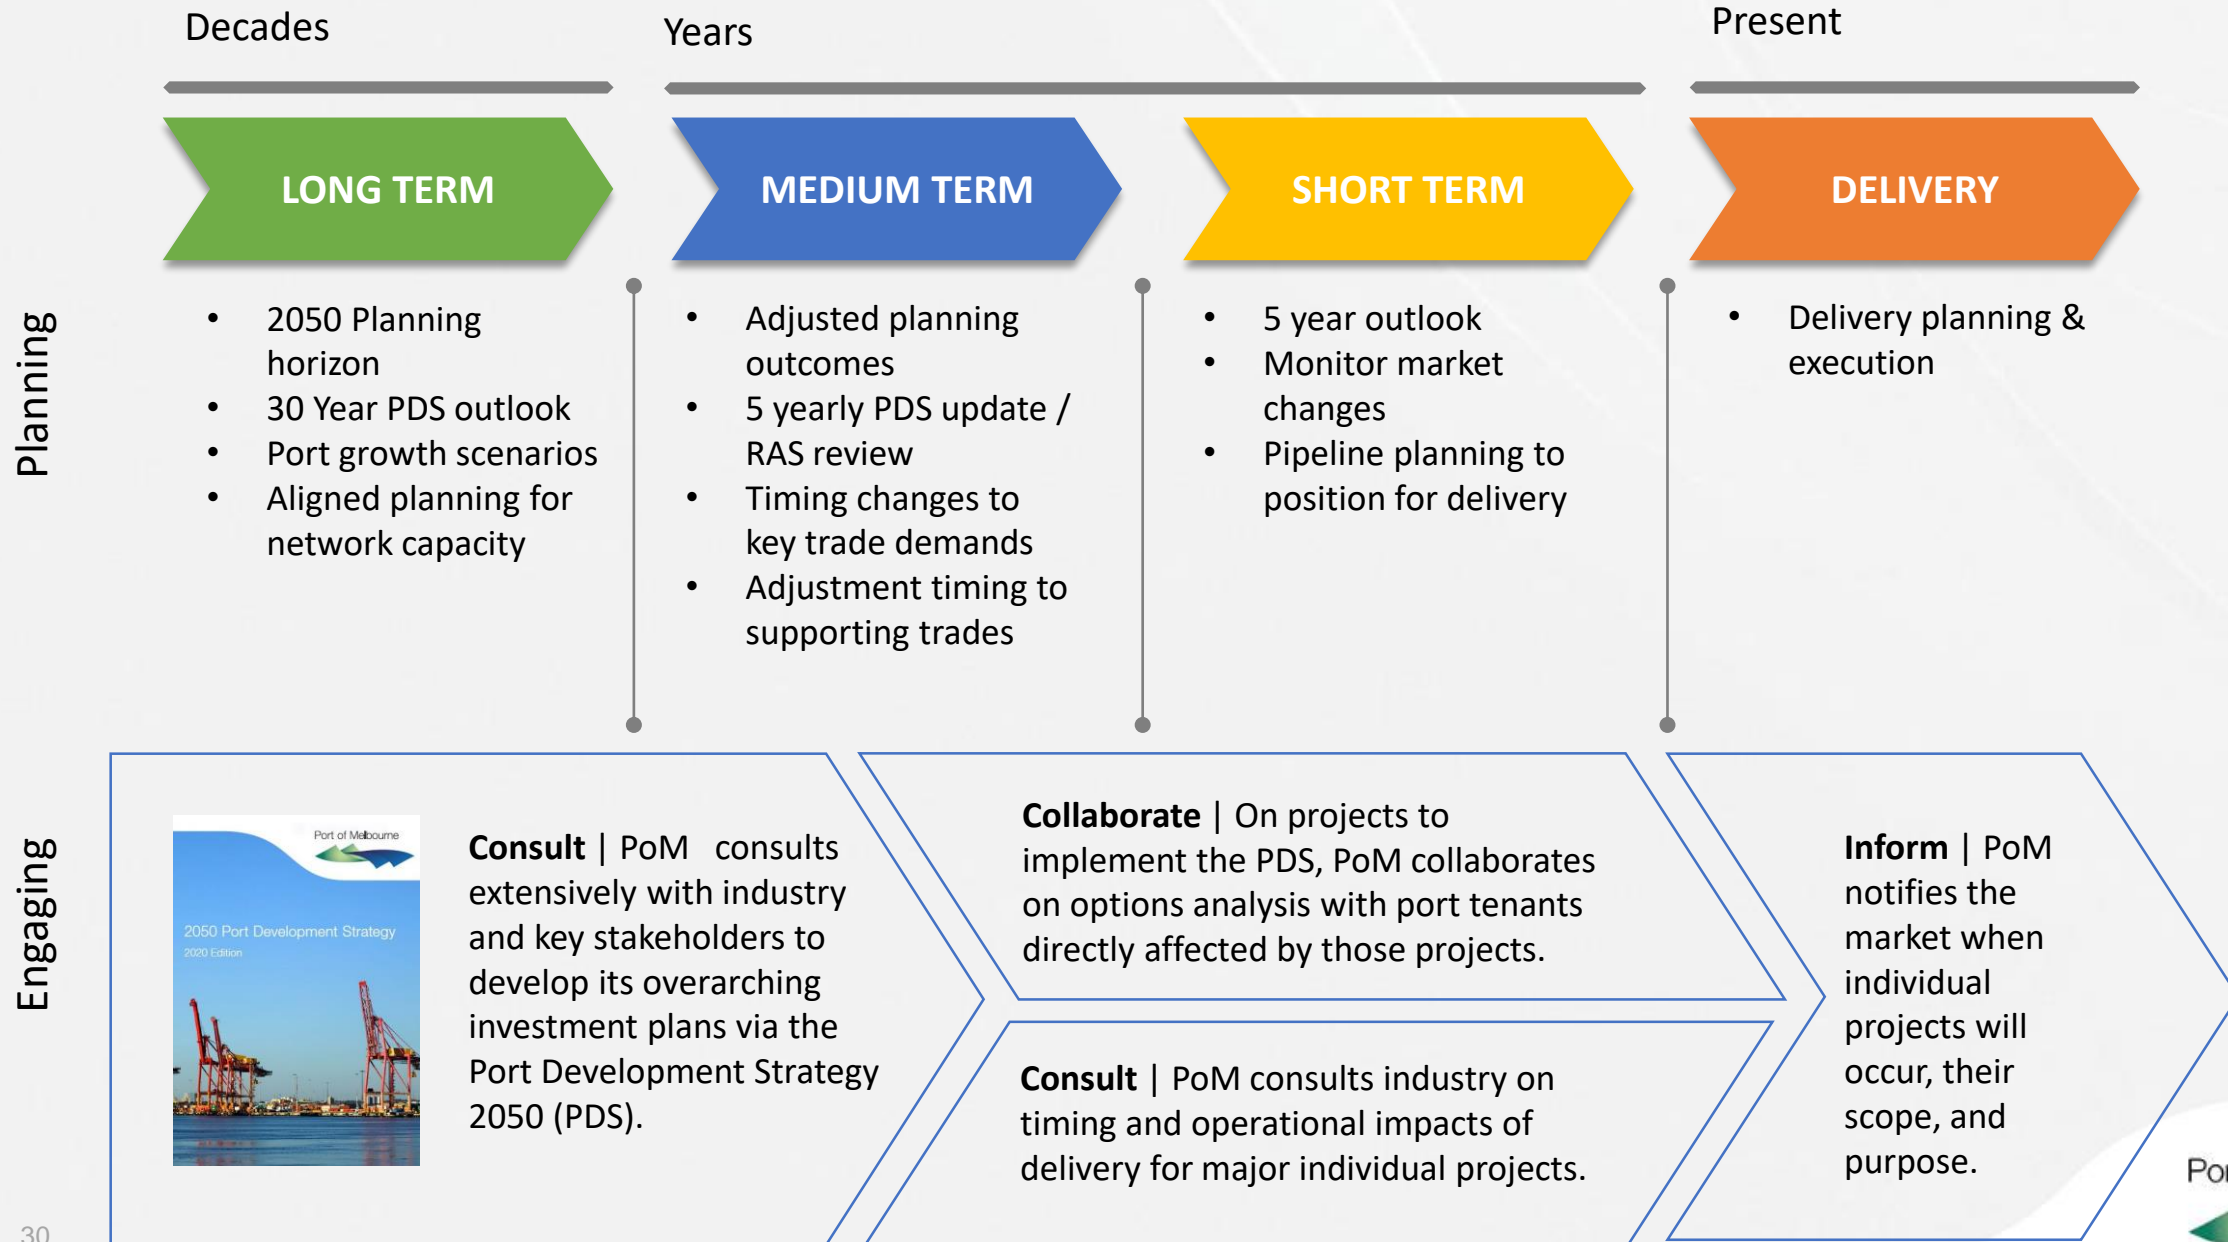 Decades
Years
Present
LONG TERM
MEDIUM TERM
SHORT TERM
DELIVERY
Planning
• 2050 Planning
horizon
• 30 Year PDS outlook
• Port growth scenarios
• Aligned planning for
network capacity
• Adjusted planning
outcomes
• 5 yearly PDS update /
RAS review
• Timing changes to
key trade demands
• Adjustment timing to
supporting trades
• 5 year outlook
• Monitor market
changes
• Pipeline planning to
position for delivery
• Delivery planning &
execution
Engaging
Port of Melbourne
2050 Port Development Strategy
2020 Edition
Consult | PoM consults
extensively with industry
and key stakeholders to
develop its overarching
investment plans via the
Port Development Strategy
2050 (PDS).
Collaborate | On projects to
implement the PDS, PoM collaborates
on options analysis with port tenants
directly affected by those projects.
Consult | PoM consults industry on
timing and operational impacts of
delivery for major individual projects.
Inform | PoM
notifies the
market when
individual
projects will
occur, their
scope, and
purpose.
30